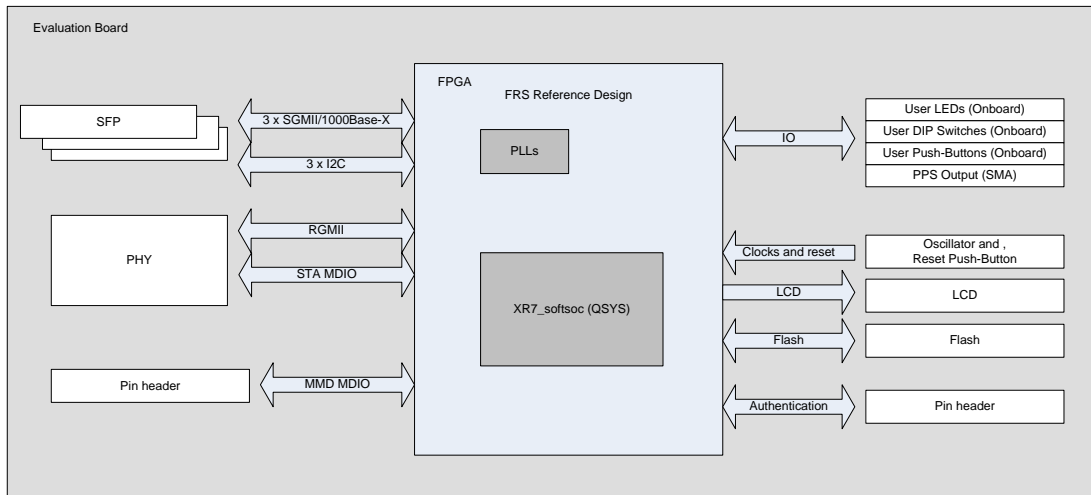 Evaluation Board
FPGA
FRS Reference Design
SFP
3 x SGMII/1000Base-X
3 x I2C
PLLs
IO
User LEDs (Onboard)
User DIP Switches (Onboard)
User Push-Buttons (Onboard)
PPS Output (SMA)
PHY
RGMII
STA MDIO
XR7_softsoc (QSYS)
Clocks and reset
Oscillator and ,
Reset Push-Button
LCD
LCD
Flash
Flash
Pin header
MMD MDIO
Authentication
Pin header